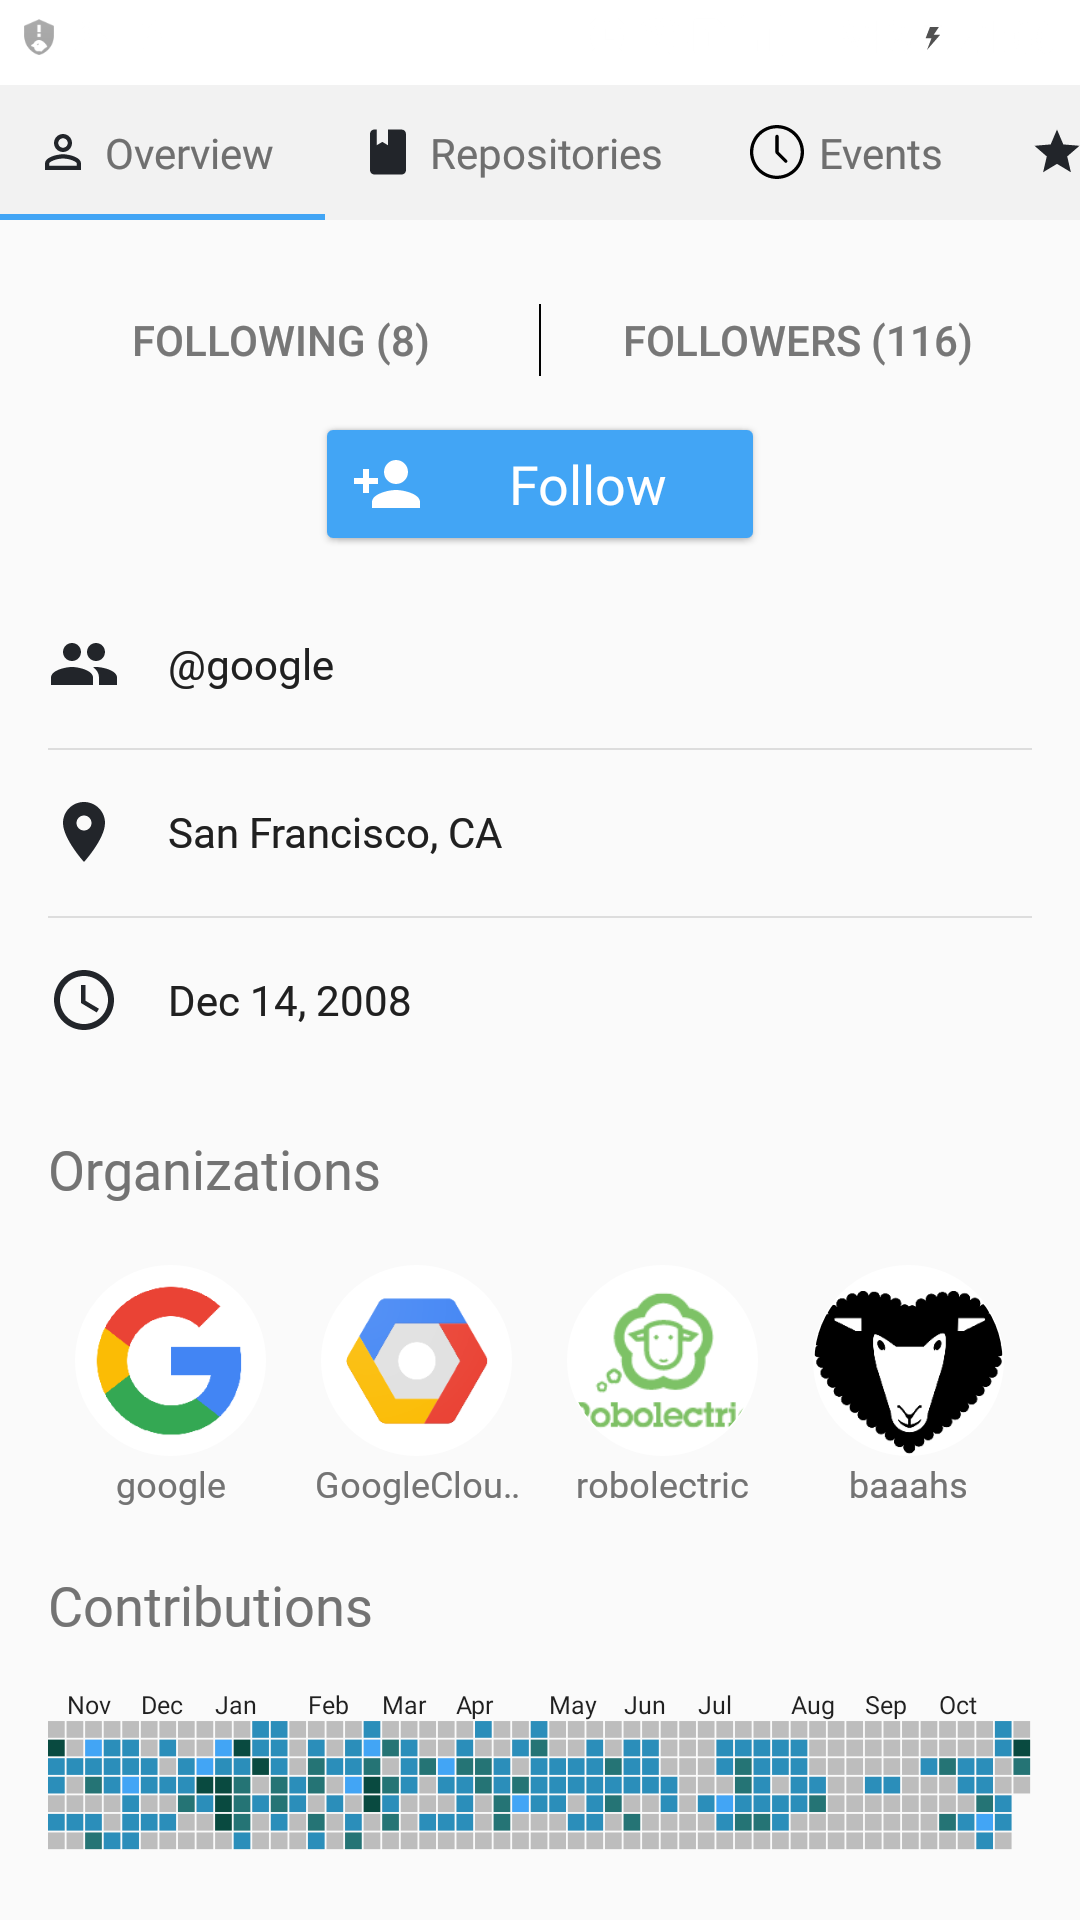 Overview Repositories Events
FOLLOWING (8) FOLLOWERS (116)
Follow
@google
San Francisco, CA
Dec 14, 2008
Organizations
robolectri
google GoogleClou.. robolectric baaahs
Contributions
Nov Dec Jan Feb Mar Apr May Jun Jul Aug Sep Oct